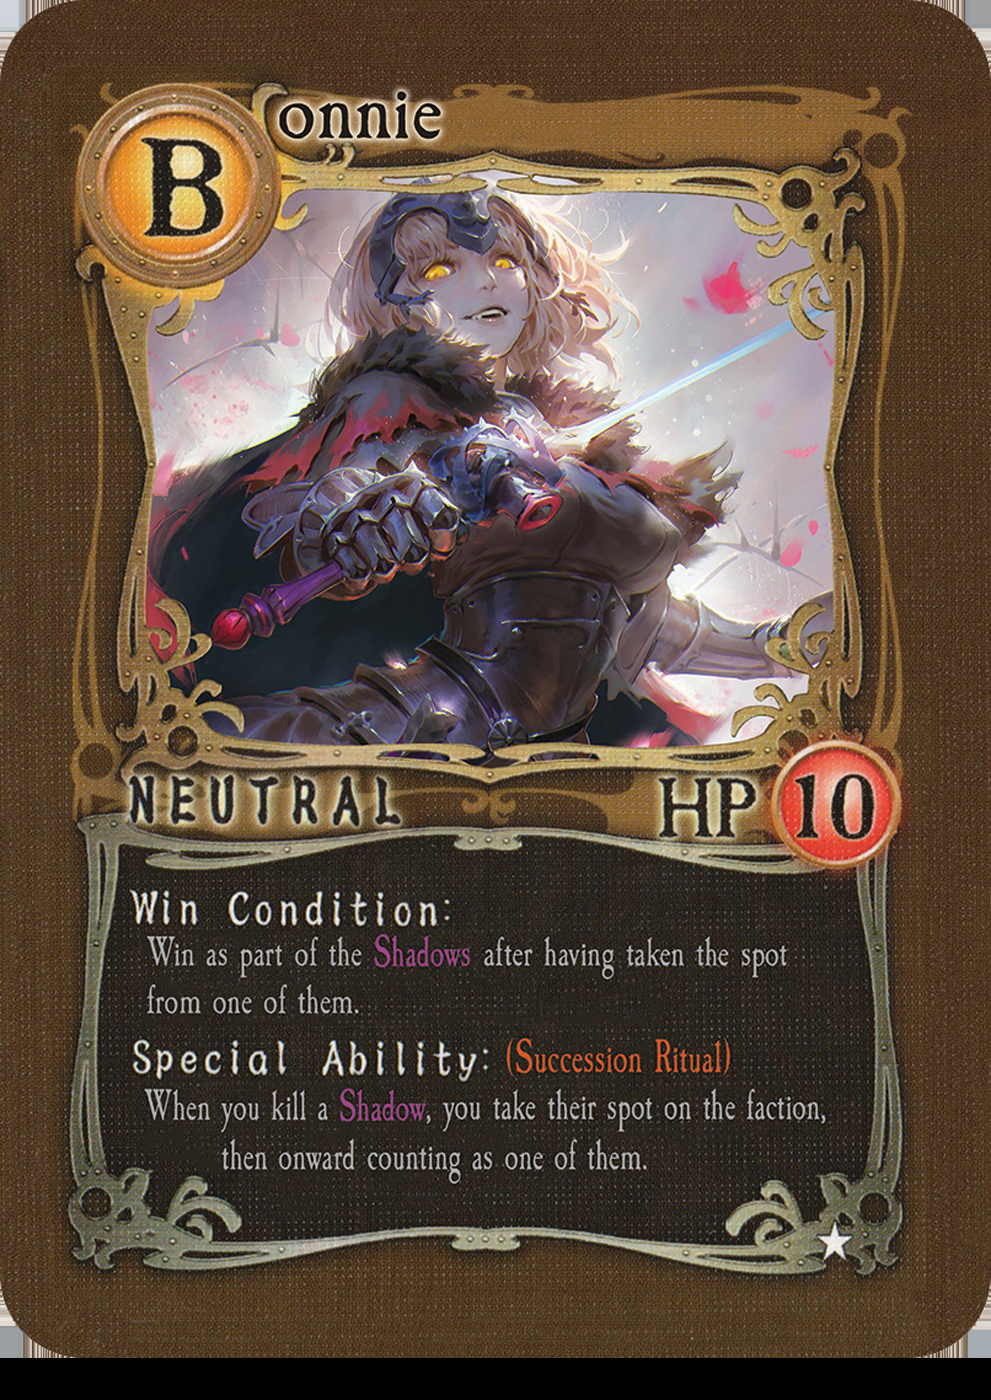 Bonnie
NEUTRAL HP 10
Win Condition:
Win as part of the Shadows after having taken the spot
from one of them.
Special Ability: (Succession Ritual)
When you kill a Shadow, you take their spot on the faction,
then onward counting as one of them.